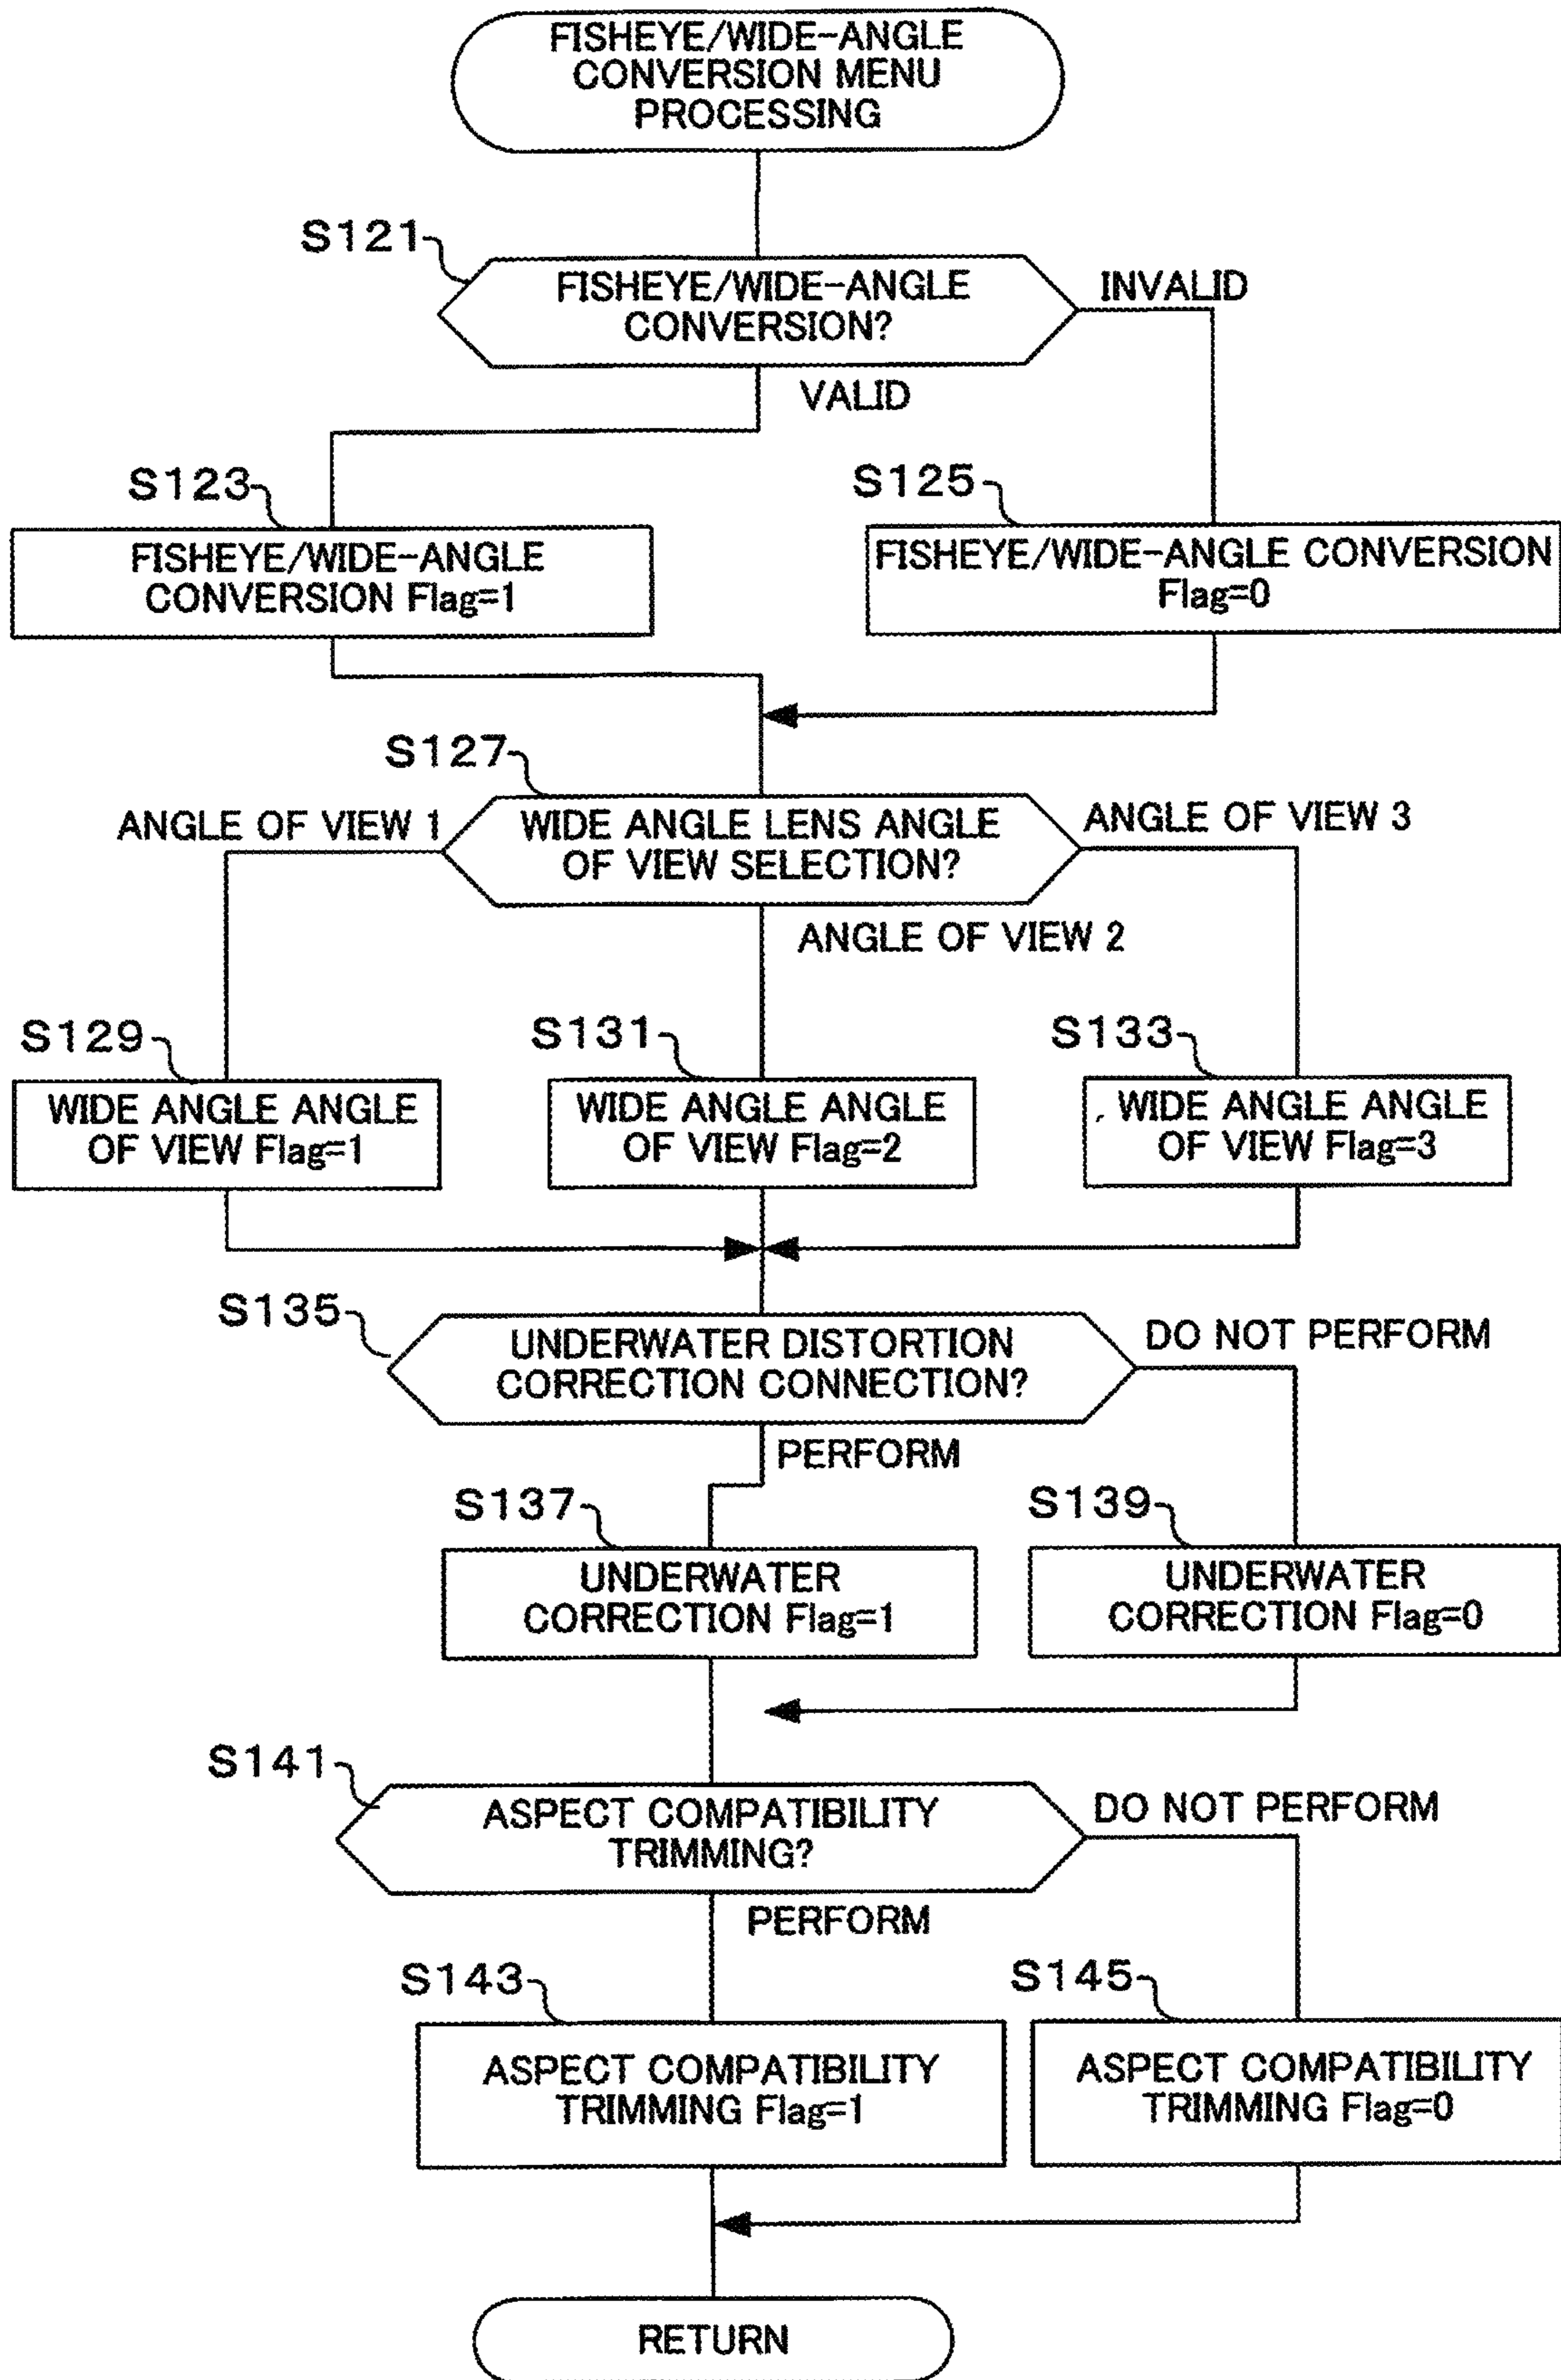 FISHEYE/WIDE-ANGLE
CONVERSION MENU
PROCESSING
S121
FISHEYE/WIDE-ANGLE
CONVERSION?
INVALID
VALID
S123
S125
FISHEYE/WIDE-ANGLE
CONVERSION Flag=1
FISHEYE/WIDE-ANGLE CONVERSION
Flag=0
S127
ANGLE OF VIEW 1
WIDE ANGLE LENS ANGLE
OF VIEW SELECTION?
ANGLE OF VIEW 3
ANGLE OF VIEW 2
S129
S131
S133
WIDE ANGLE ANGLE
OF VIEW Flag=1
WIDE ANGLE ANGLE
OF VIEW Flag=2
WIDE ANGLE ANGLE
OF VIEW Flag=3
S135
UNDERWATER DISTORTION
CORRECTION CONNECTION?
DO NOT PERFORM
PERFORM
S137
S139
UNDERWATER
CORRECTION Flag=1
UNDERWATER
CORRECTION Flag=0
S141
ASPECT COMPATIBILITY
TRIMMING?
DO NOT PERFORM
PERFORM
S143
S145
ASPECT COMPATIBILITY
TRIMMING Flag=1
ASPECT COMPATIBILITY
TRIMMING Flag=0
RETURN